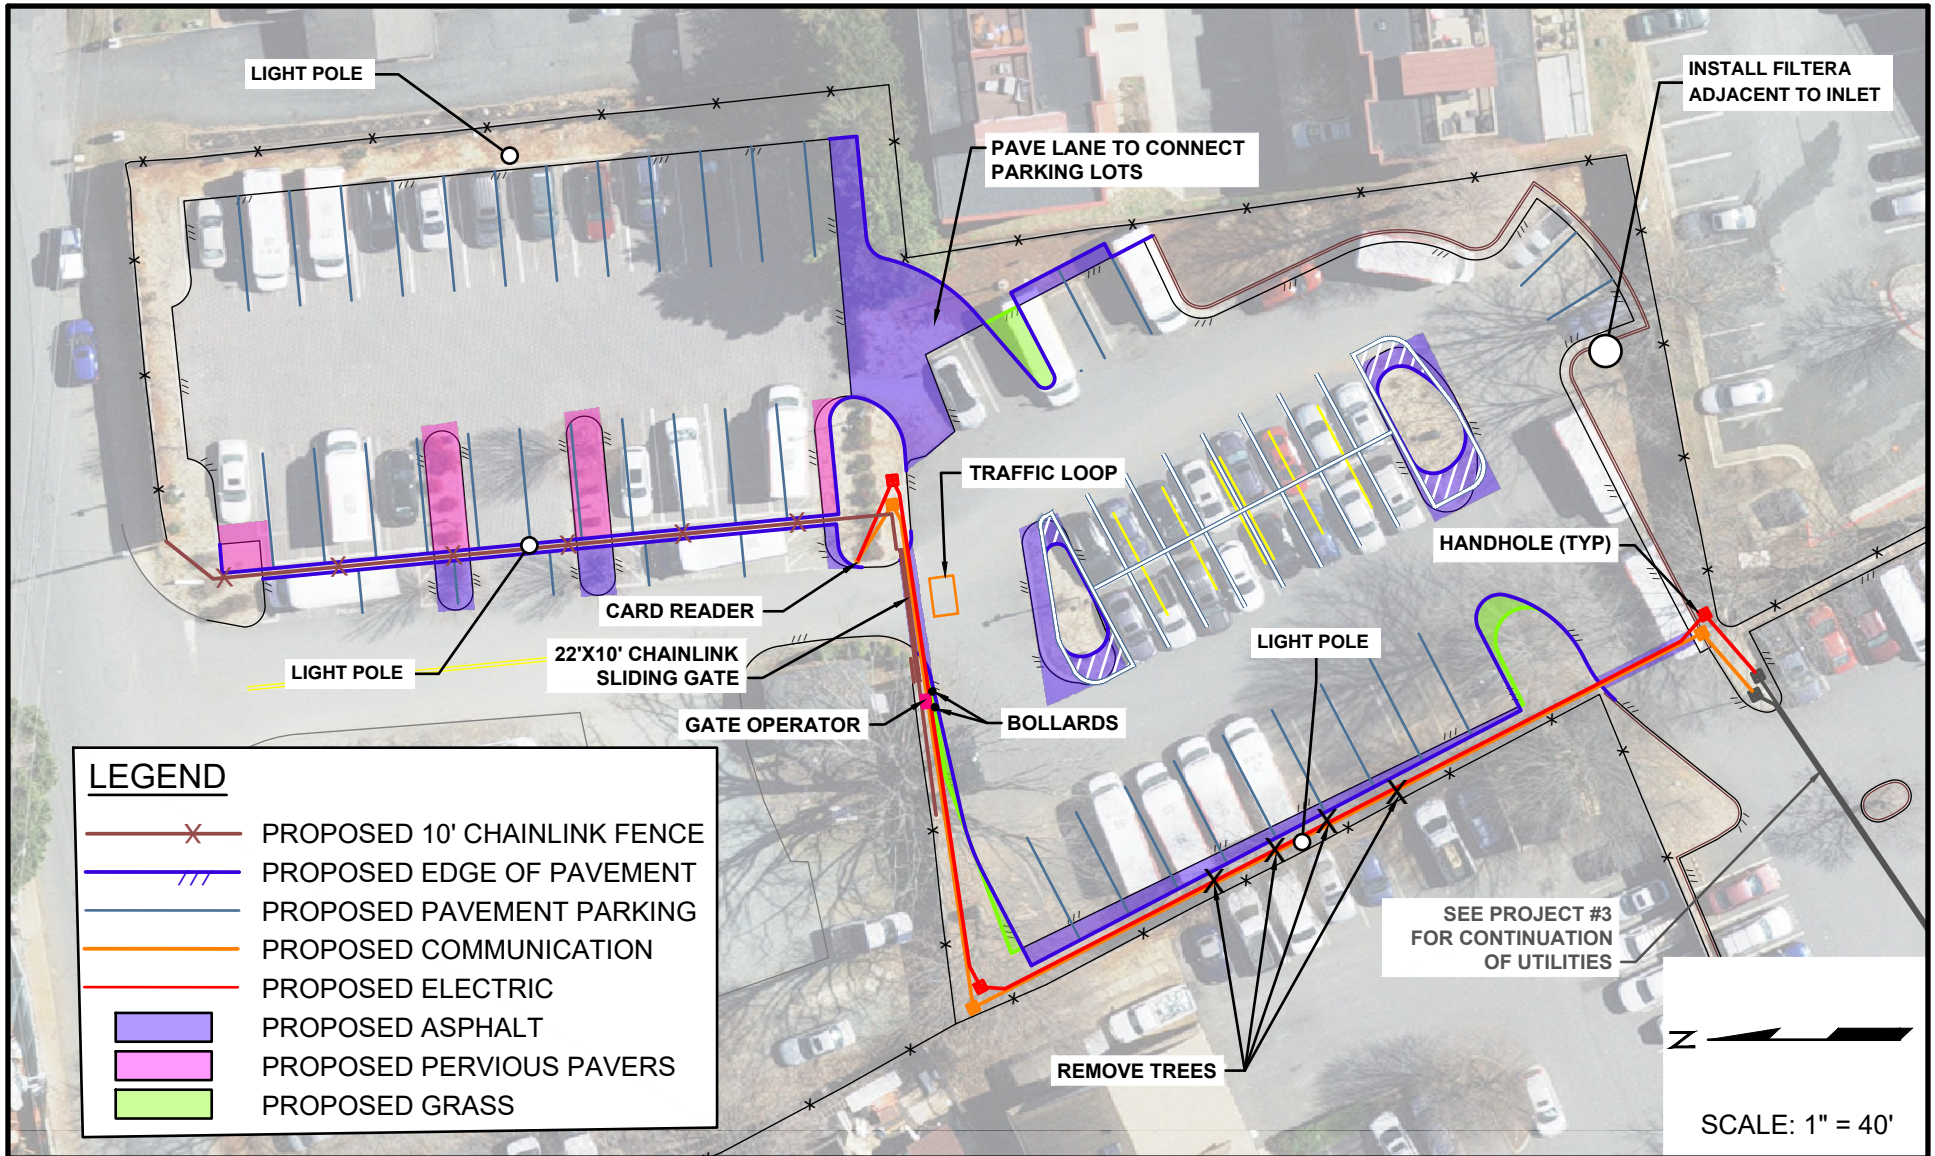 LIGHT POLE
INSTALL FILTERA
ADJACENT TO INLET
PAVE LANE TO CONNECT
PARKING LOTS
TRAFFIC LOOP
HANDHOLE (TYP)
CARD READER
LIGHT POLE
22'X10' CHAINLINK
SLIDING GATE
LIGHT POLE
GATE OPERATOR
BOLLARDS
LEGEND
X PROPOSED 10' CHAINLINK FENCE
PROPOSED EDGE OF PAVEMENT
PROPOSED PAVEMENT PARKING
PROPOSED COMMUNICATION
PROPOSED ELECTRIC
PROPOSED ASPHALT
PROPOSED PERVIOUS PAVERS
PROPOSED GRASS
SEE PROJECT #3
FOR CONTINUATION
OF UTILITIES
REMOVE TREES
Z
SCALE: 1" = 40'